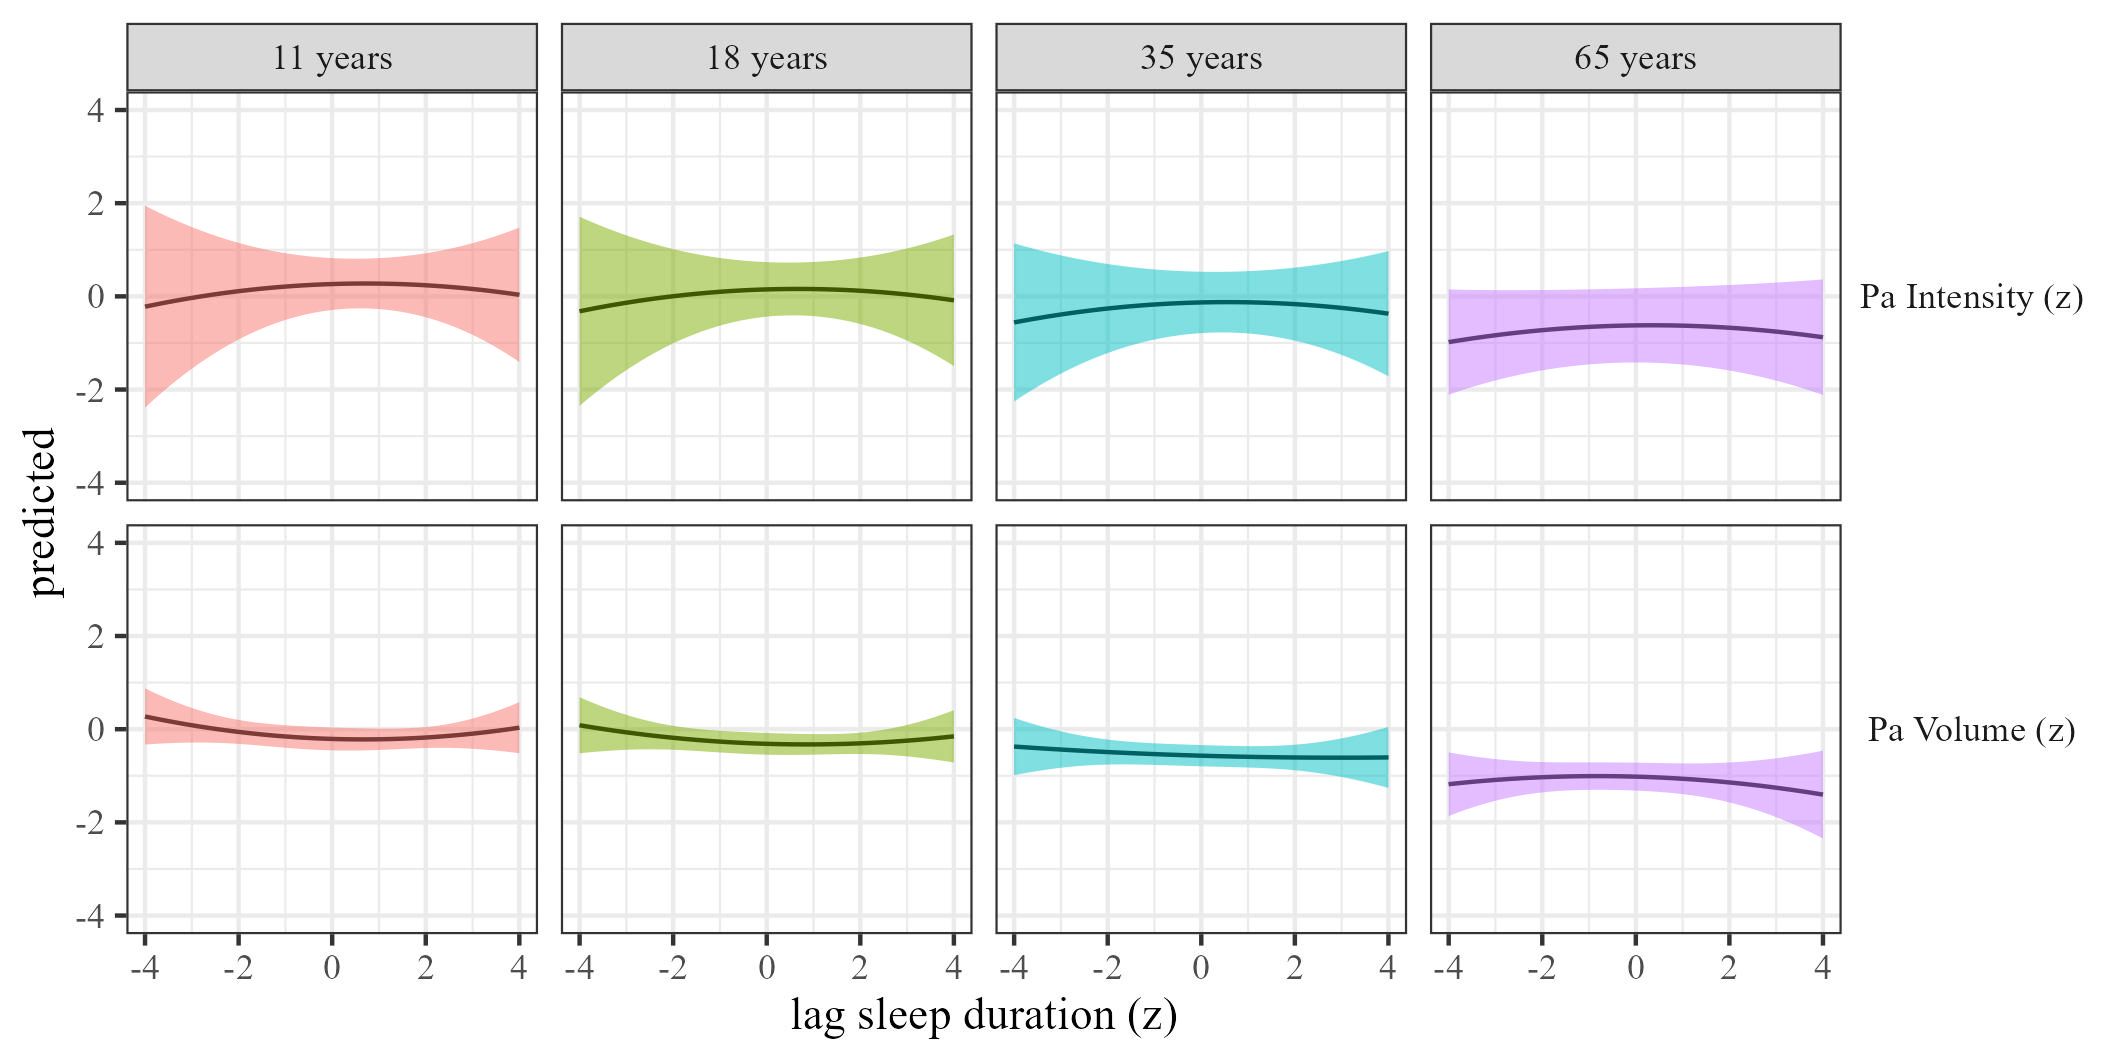 11 years 18 years 35 years 65 years
4
2
0
-2
-4
Pa Intensity (z)
predicted
4
2
0
-2
-4
Pa Volume (z)
-4 -2 0 2 4 -4 -2 0 2 4 -4 -2 0 2 4 -4 -2 0 2 4
lag sleep duration (z)